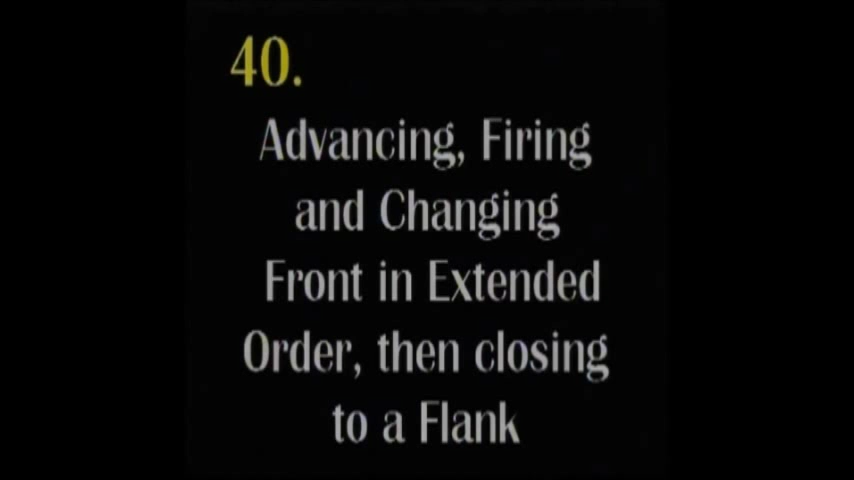 40.
Advancing, Firing
and Changing
Front in Extended
Order, then closing
to a Flank